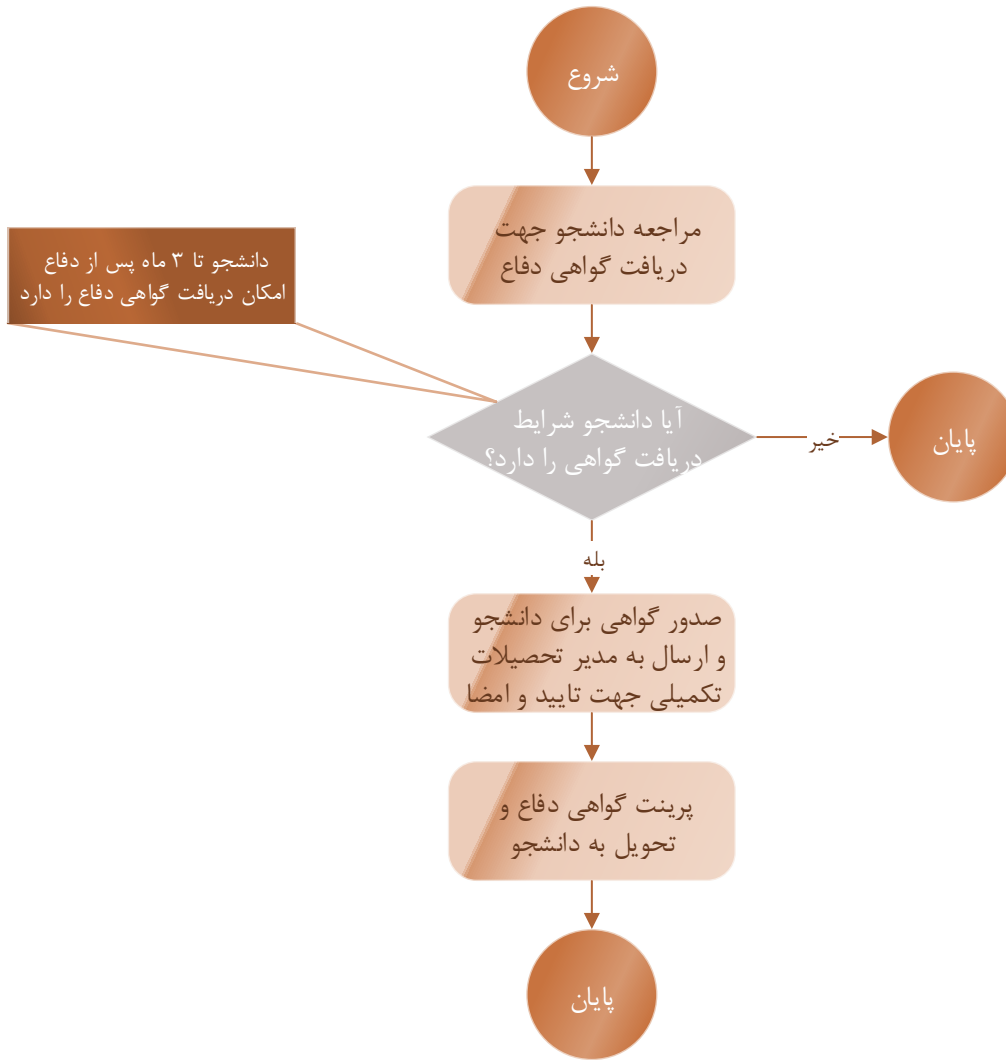 شروع
مراجعه دانشجو جهت
دریافت گواهی دفاع
دانشجو تا ۳ ماه پس از دفاع
امکان دریافت گواهی دفاع را دارد
آیا دانشجو شرایط
دریافت گواهی را دارد؟
خیر
پایان
بله
صدور گواهی برای دانشجو
و ارسال به مدیر تحصیلات
تکمیلی جهت تایید و امضا
پرینت گواهی دفاع و
تحویل به دانشجو
پایان